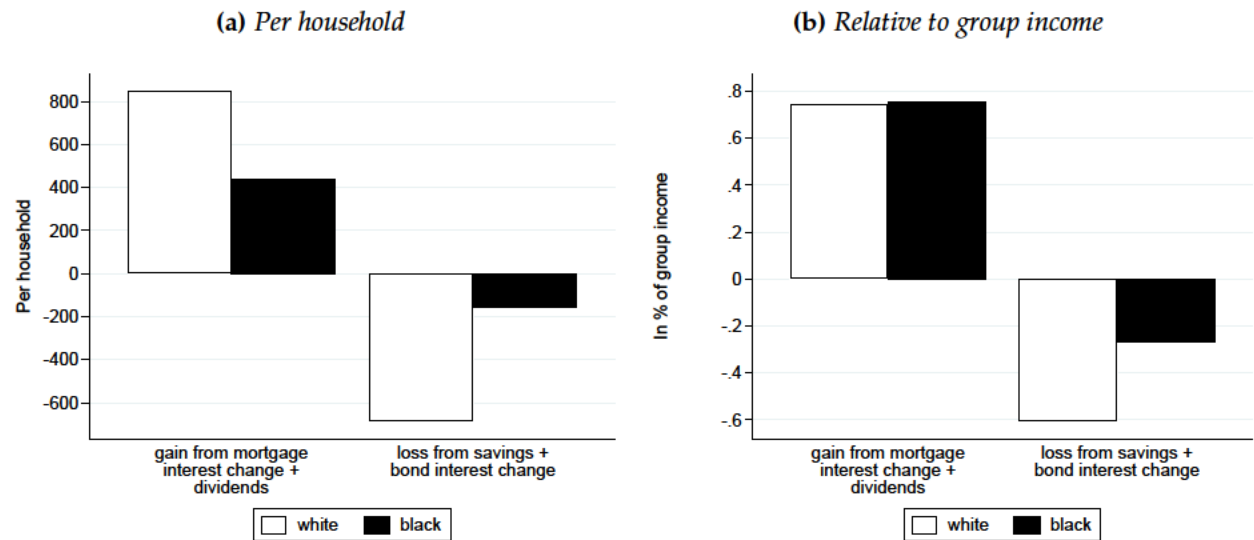 (a) Per household
(b) Relative to group income
Per household
800
600
400
200
0
-200
-400
-600
gain from mortgage
interest change +
dividends
loss from savings +
bond interest change
white
black
In % of group income
.8
.6
.4
.2
0
-.2
-.4
-.6
gain from mortgage
interest change +
dividends
loss from savings +
bond interest change
white
black